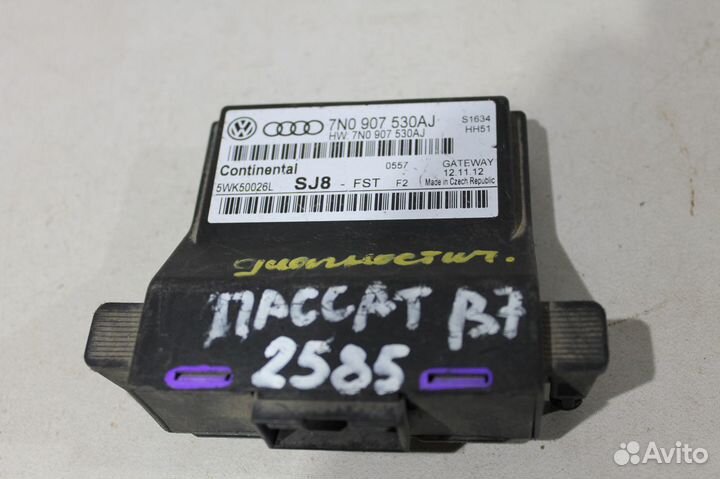 7N0 907 530AJ
HW: 7N0 907 530AJ
S1634
HH51
Continental
0557
GATEWAY
12.11.12
5WK50026L
SJ8 - FST F2
Made in Czech Republic
диагностич.
ПАССАТ B7
2585
Avito